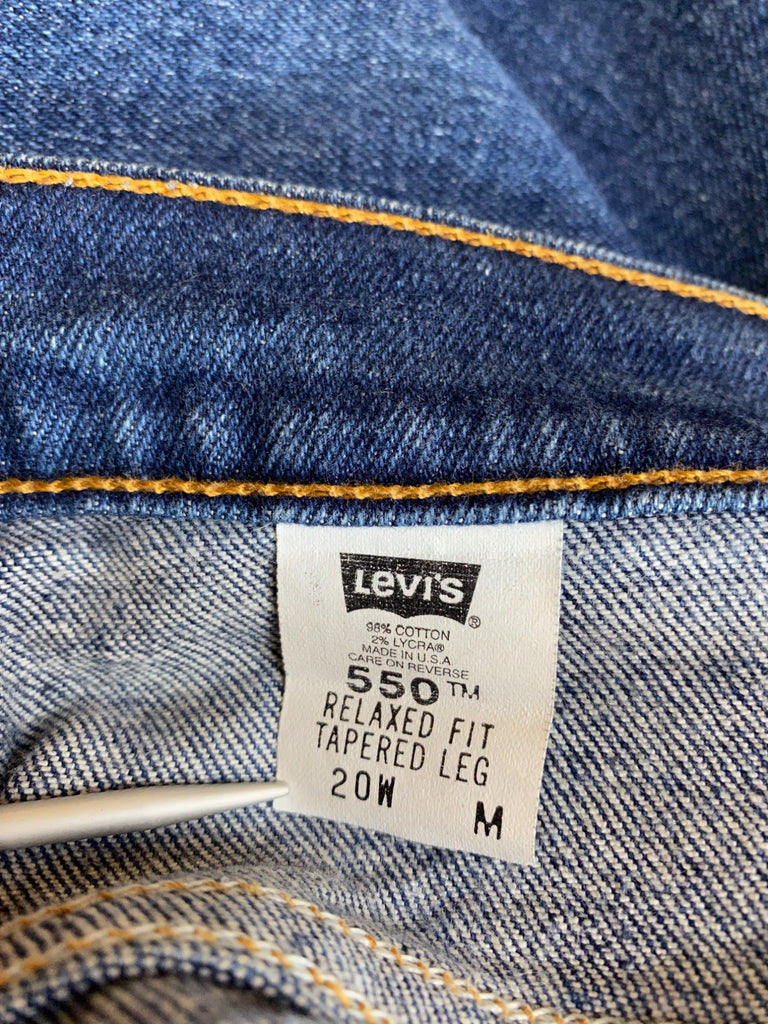 Levi's®
98% COTTON
2% LYCRA®
MADE IN U.S.A.
CARE ON REVERSE
550™
RELAXED FIT
TAPERED LEG
20W M